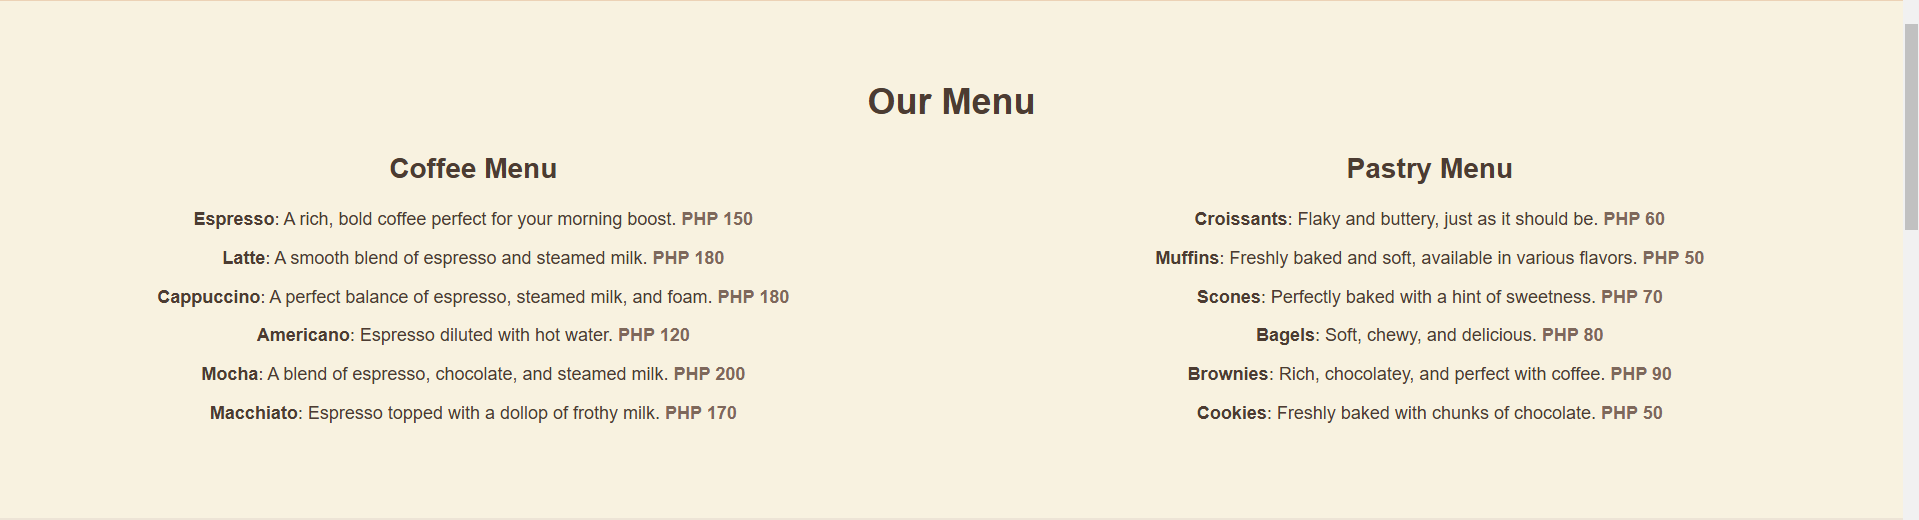 Our Menu
Coffee Menu
Espresso: A rich, bold coffee perfect for your morning boost. PHP 150
Latte: A smooth blend of espresso and steamed milk. PHP 180
Cappuccino: A perfect balance of espresso, steamed milk, and foam. PHP 180
Americano: Espresso diluted with hot water. PHP 120
Mocha: A blend of espresso, chocolate, and steamed milk. PHP 200
Macchiato: Espresso topped with a dollop of frothy milk. PHP 170
Pastry Menu
Croissants: Flaky and buttery, just as it should be. PHP 60
Muffins: Freshly baked and soft, available in various flavors. PHP 50
Scones: Perfectly baked with a hint of sweetness. PHP 70
Bagels: Soft, chewy, and delicious. PHP 80
Brownies: Rich, chocolatey, and perfect with coffee. PHP 90
Cookies: Freshly baked with chunks of chocolate. PHP 50